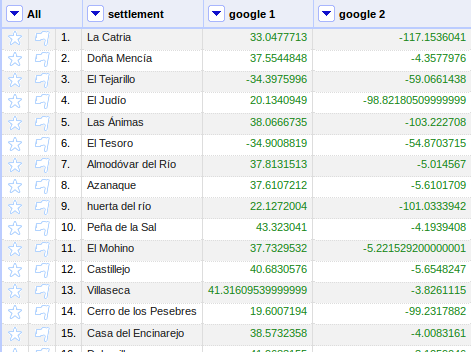 All settlement google 1 google 2
1. La Catria 33.0477713 -117.1536041
2. Doña Mencía 37.5544848 -4.3577976
3. El Tejarillo -34.3975996 -59.0661438
4. El Judío 20.1340949 -98.82180509999999
5. Las Ánimas 38.0666735 -103.222708
6. El Tesoro -34.9008819 -54.8703715
7. Almodóvar del Río 37.8131513 -5.014567
8. Azanaque 37.6107212 -5.6101709
9. huerta del río 22.1272004 -101.0333942
10. Peña de la Sal 43.323041 -4.1939408
11. El Mohino 37.7329532 -5.221529200000001
12. Castillejo 40.6830576 -5.6548247
13. Villaseca 41.31609539999999 -3.8261115
14. Cerro de los Pesebres 19.6007194 -99.2317882
15. Casa del Encinarejo 38.5732358 -4.0083161